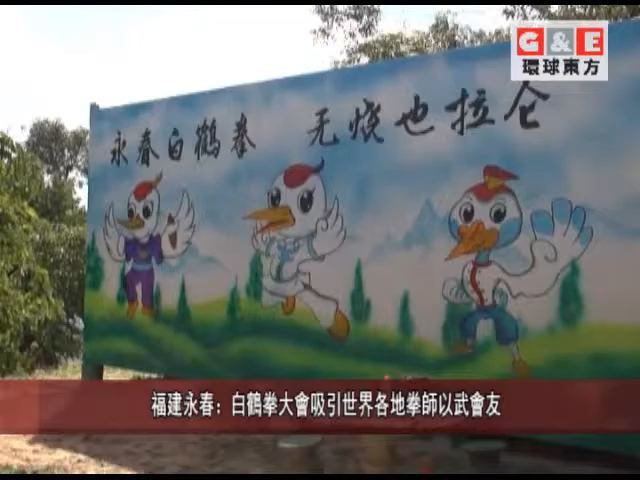 G&E
環球東方
永春白鶴拳 无烧也拉仑
福建永春：白鶴拳大會吸引世界各地拳師以武會友